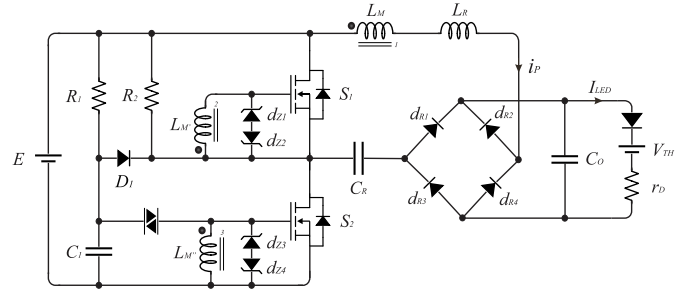 L_M L_R
1
i_P
R_1 R_2 S_1 I_LED
2
L_M' d_Z1 d_R1 d_R2
d_Z2
E V_TH
D_1 C_R C_O
d_R3 d_R4 r_D
S_2
3
C_1 L_M'' d_Z3
d_Z4